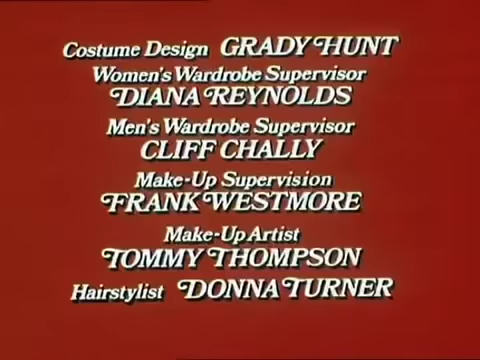 Costume Design GRADY HUNT
Women's Wardrobe Supervisor
DIANA REYNOLDS
Men's Wardrobe Supervisor
CLIFF CHALLY
Make-Up Supervision
FRANK WESTMORE
Make-Up Artist
TOMMY THOMPSON
Hairstylist DONNA TURNER